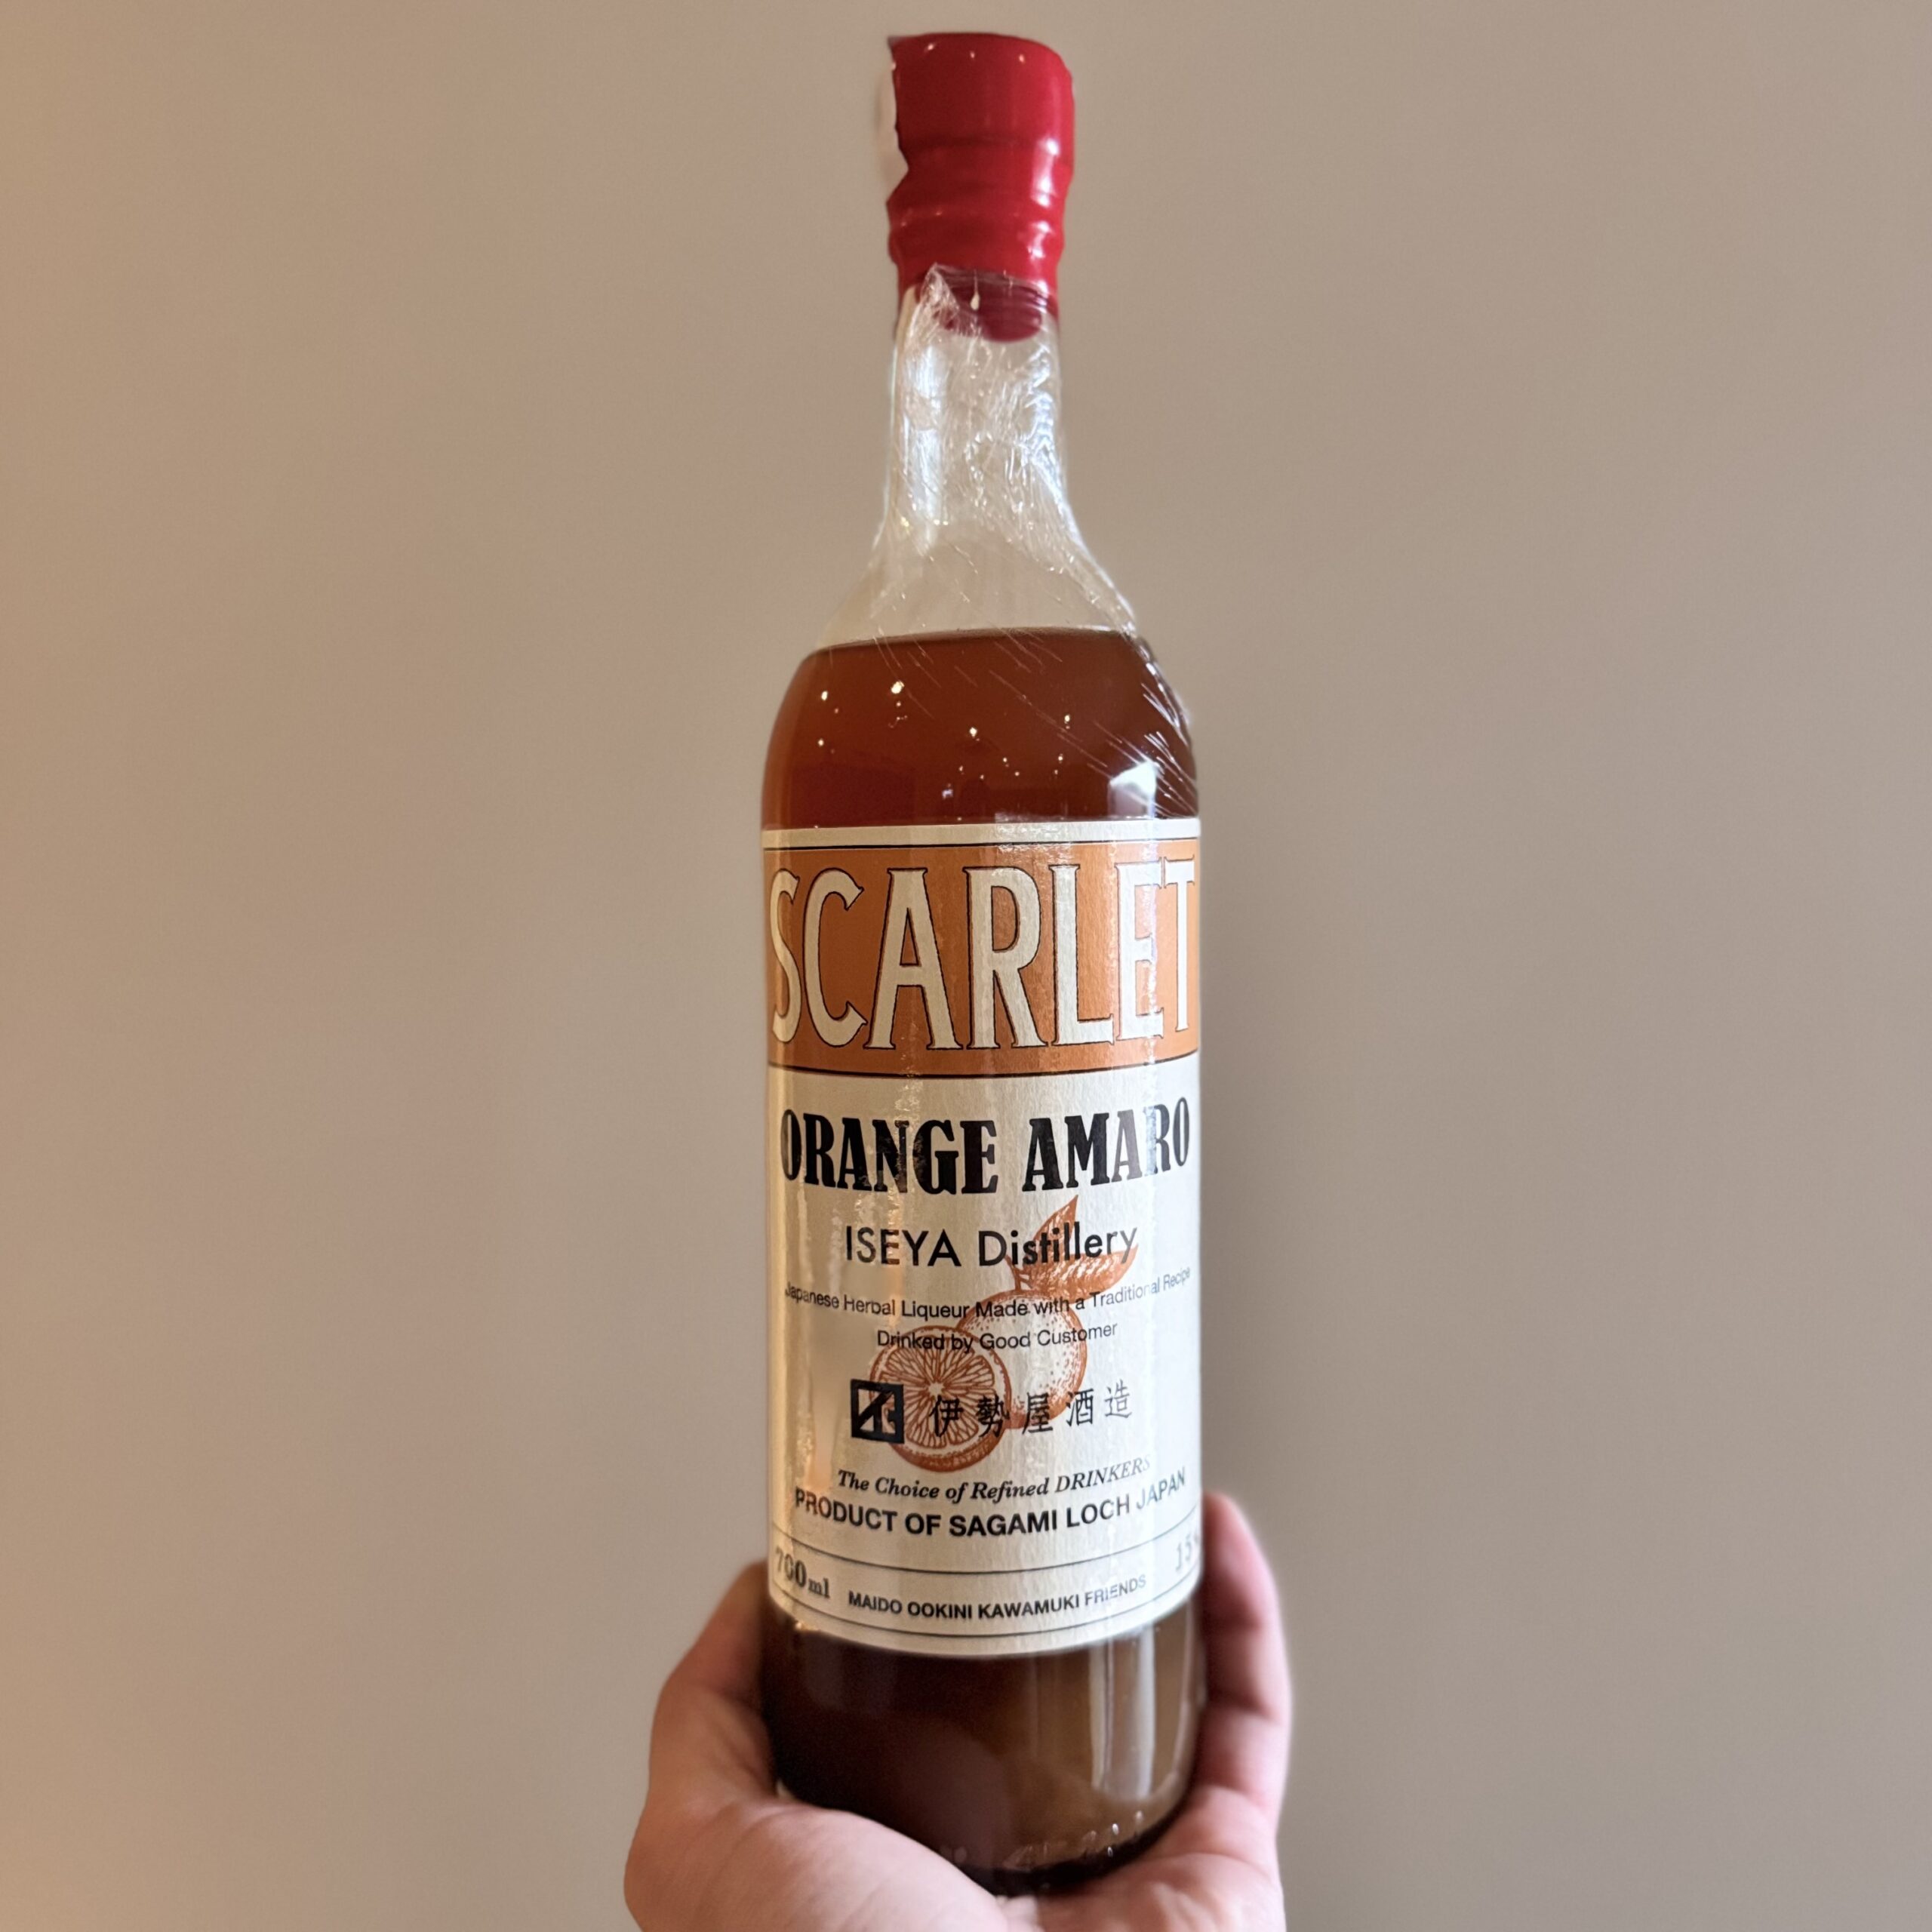 SCARLET
ORANGE AMARO
ISEYA Distillery
Japanese Herbal Liqueur Made with a Traditional Recipe
Drinked by Good Customer
伊勢屋酒造
The Choice of Refined DRINKERS
PRODUCT OF SAGAMI LOCH JAPAN
700ml
MAIDO OOKINI KAWAMUKI FRIENDS